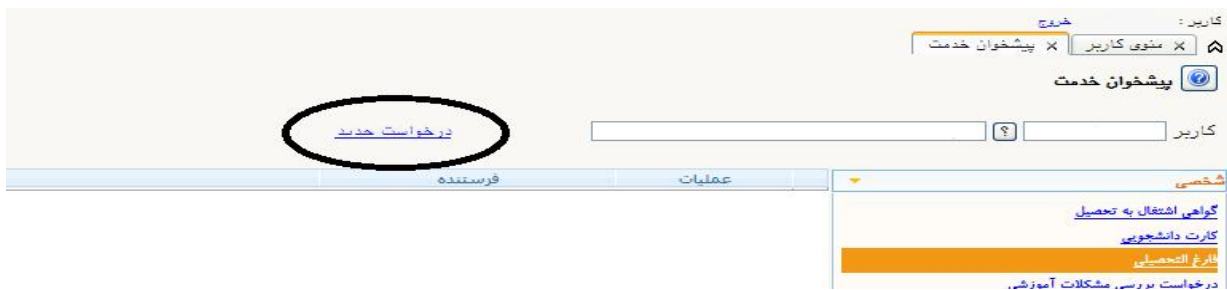 کاربر : خروج
منوی کاربر × پیشخوان خدمت ×
پیشخوان خدمت
کاربر ؟ درخواست جدید
شخصی عملیات فرستنده
گواهی اشتغال به تحصیل
کارت دانشجویی
فارغ التحصیلی
درخواست بررسی مشکلات آموزشی